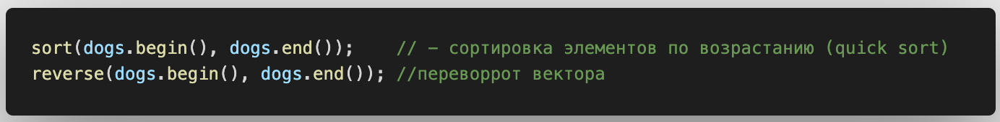 sort(dogs.begin(), dogs.end());    // – сортировка элементов по возрастанию (quick sort)
reverse(dogs.begin(), dogs.end()); //переворрот вектора